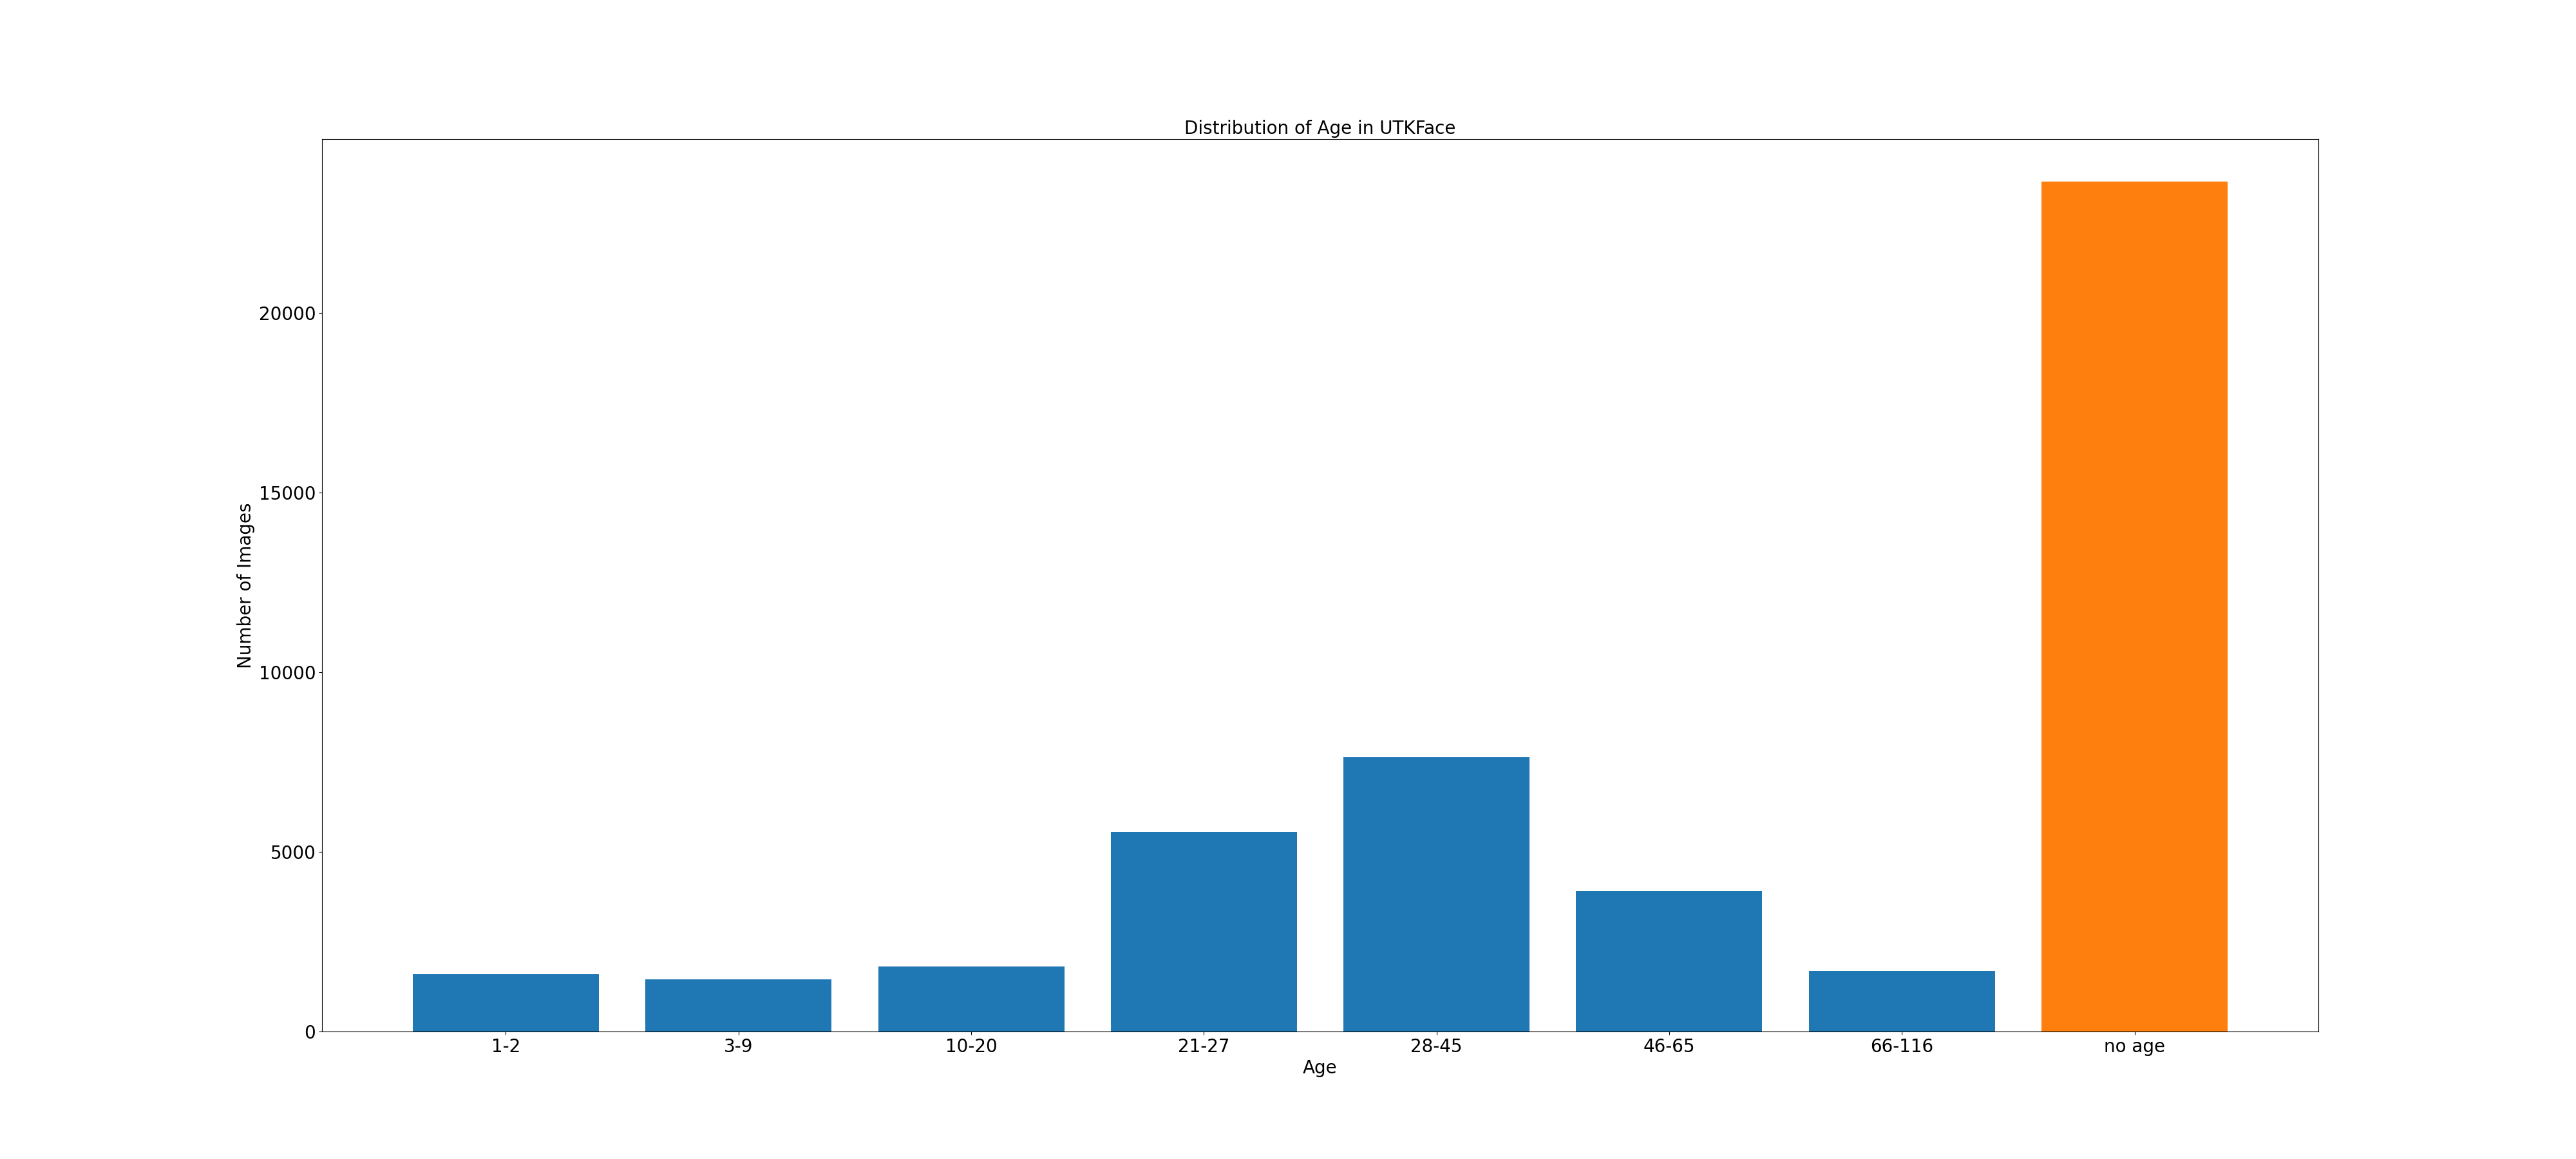 Distribution of Age in UTKFace
20000
15000
10000
5000
0
Number of Images
1-2 3-9 10-20 21-27 28-45 46-65 66-116 no age
Age